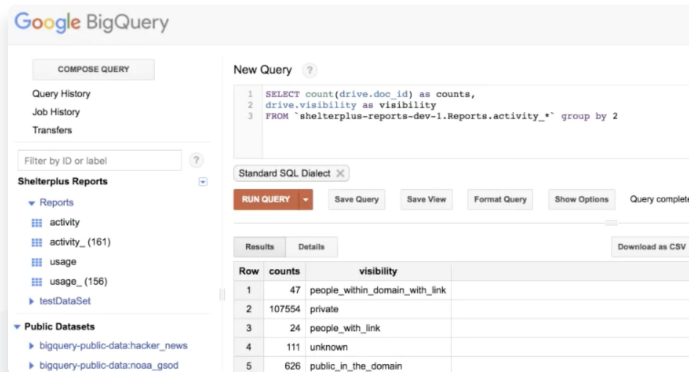 Google BigQuery
COMPOSE QUERY
Query History
Job History
Transfers
Filter by ID or label
?
Shelterplus Reports
Reports
activity
activity_ (161)
usage
usage_ (156)
testDataSet
Public Datasets
bigquery-public-data:hacker_news
bigquery-public-data:noaa_gsod
New Query ?
1 SELECT count(drive.doc_id) as counts,
2 drive.visibility as visibility
3 FROM `shelterplus-reports-dev-1.Reports.activity_*` group by 2
Standard SQL Dialect
RUN QUERY Save Query Save View Format Query Show Options Query complete
Results Details Download as CSV
Row counts visibility
1 47 people_within_domain_with_link
2 107554 private
3 24 people_with_link
4 111 unknown
5 626 public_in_the_domain